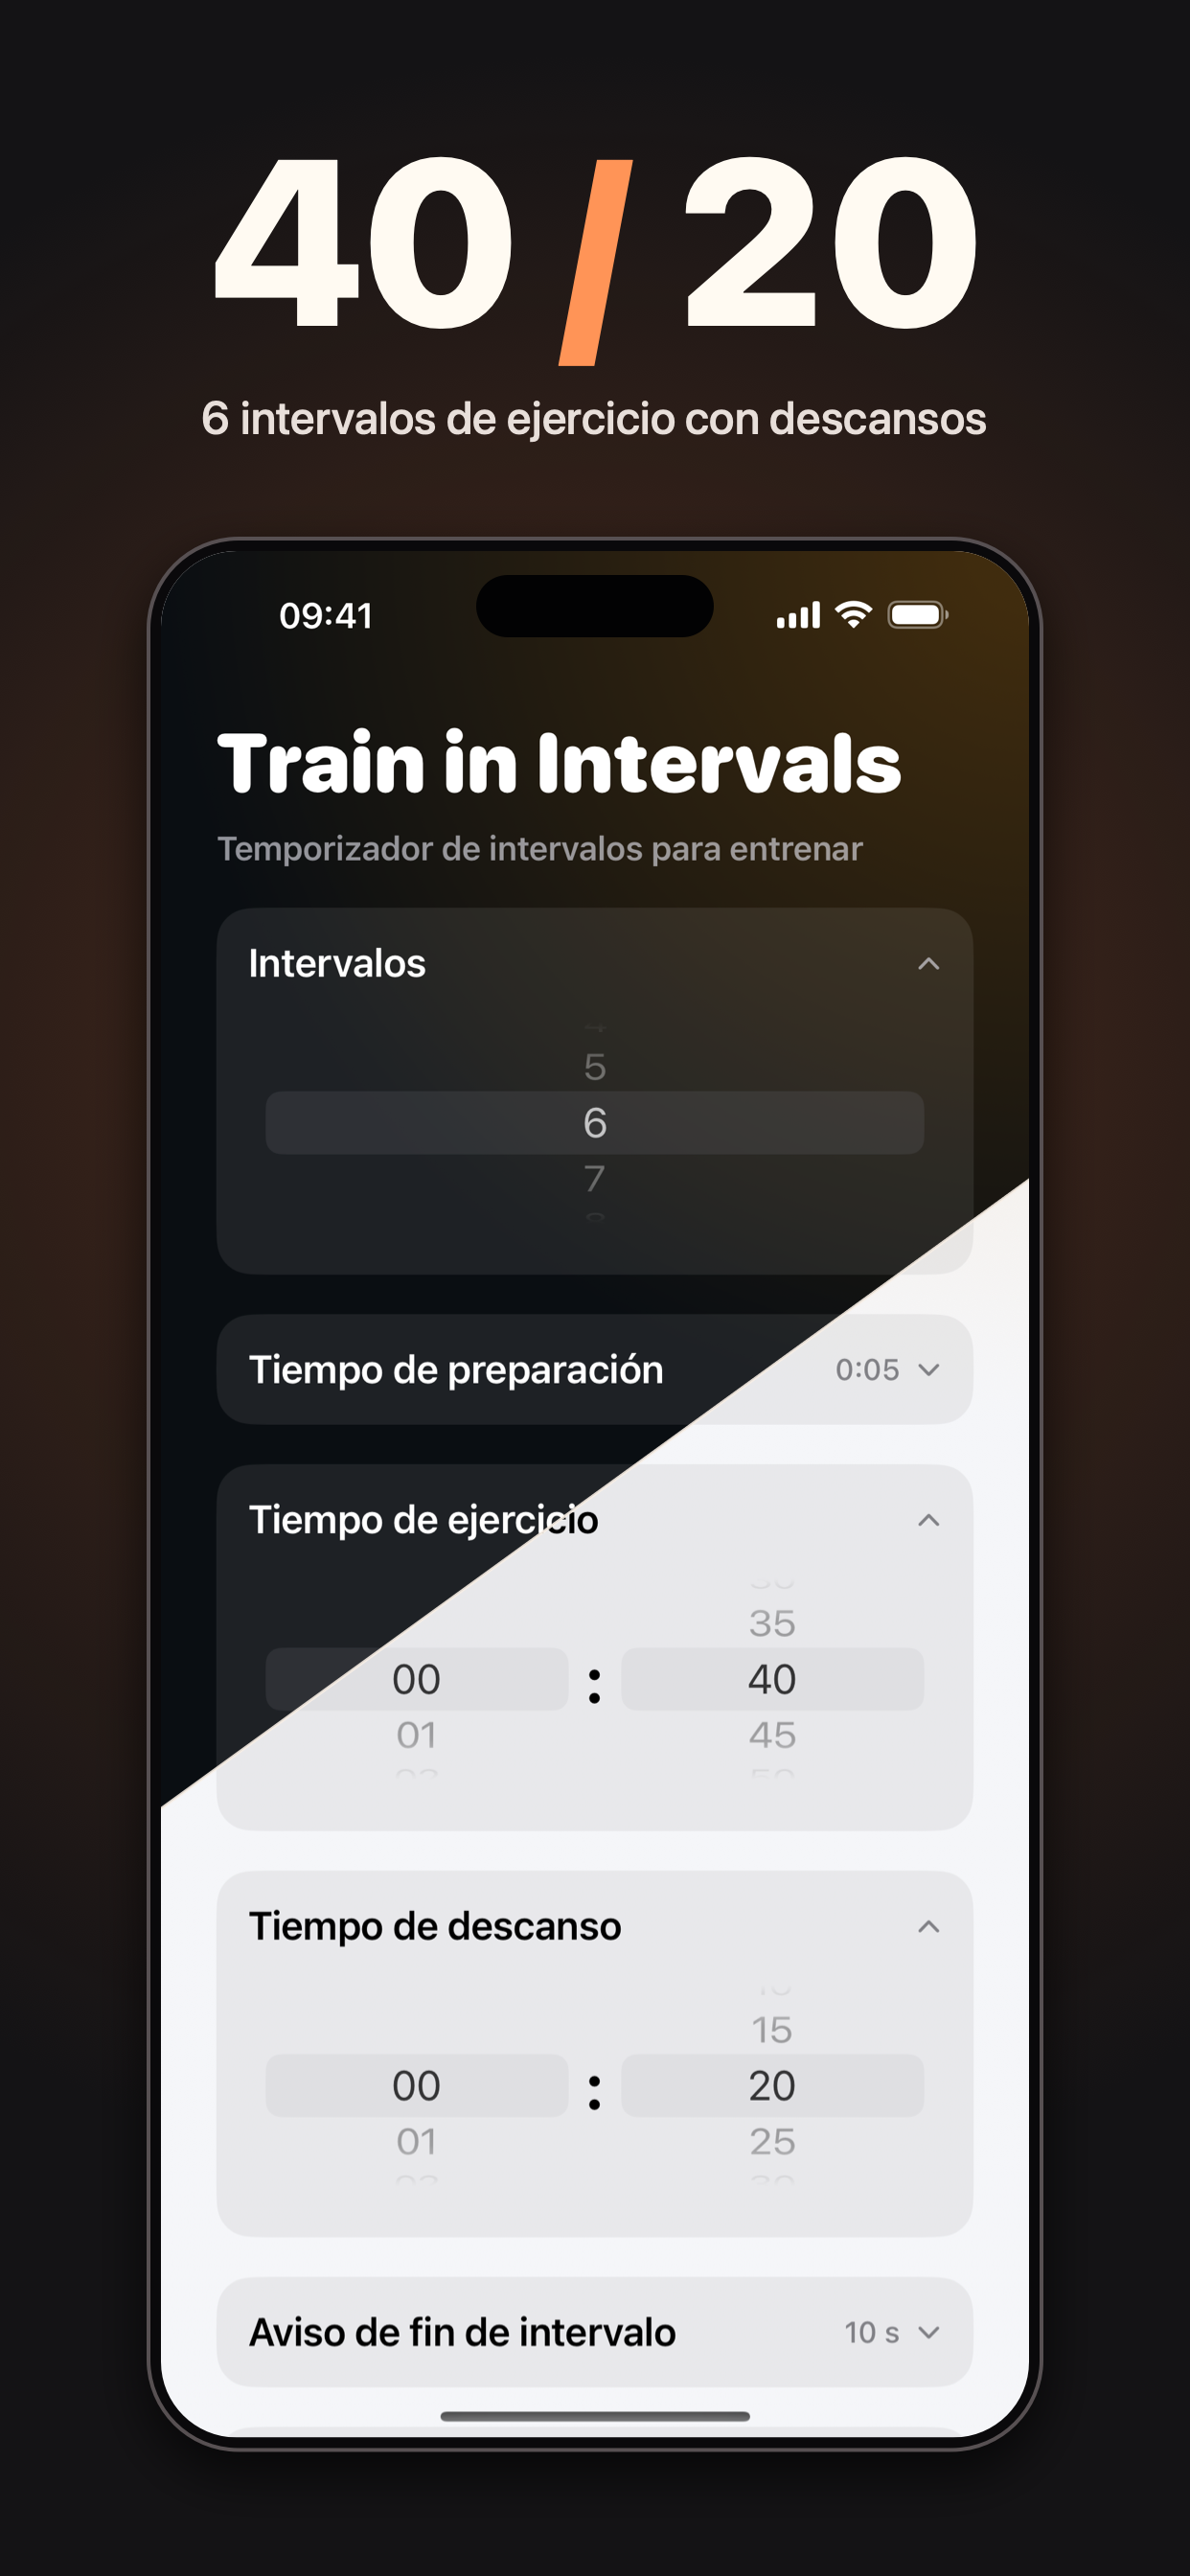 40 / 20
6 intervalos de ejercicio con descansos
09:41
Train in Intervals
Temporizador de intervalos para entrenar
Intervalos
5
6
7
Tiempo de preparación 0:05
Tiempo de ejercicio
35
00 : 40
01 45
Tiempo de descanso
15
00 : 20
01 25
Aviso de fin de intervalo 10 s